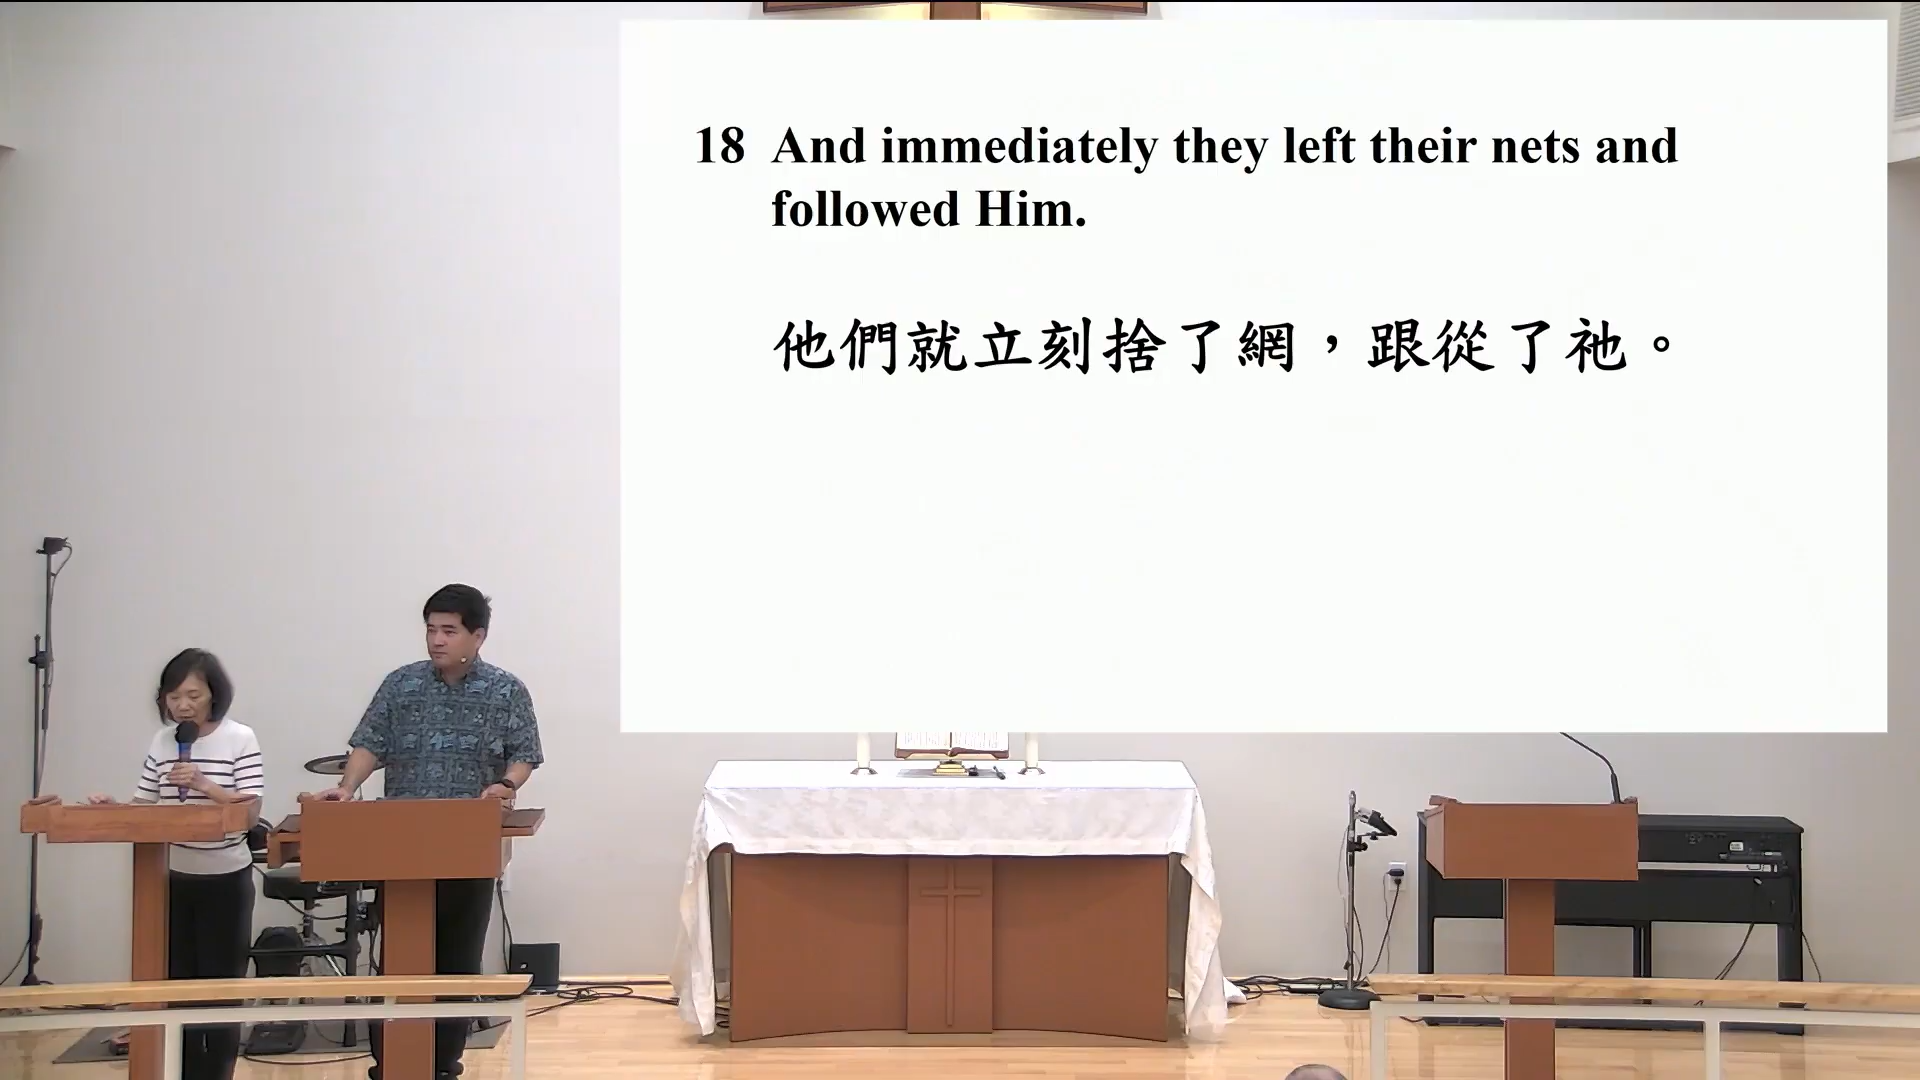 18 And immediately they left their nets and
followed Him.
他們就立刻捨了網，跟從了祂。